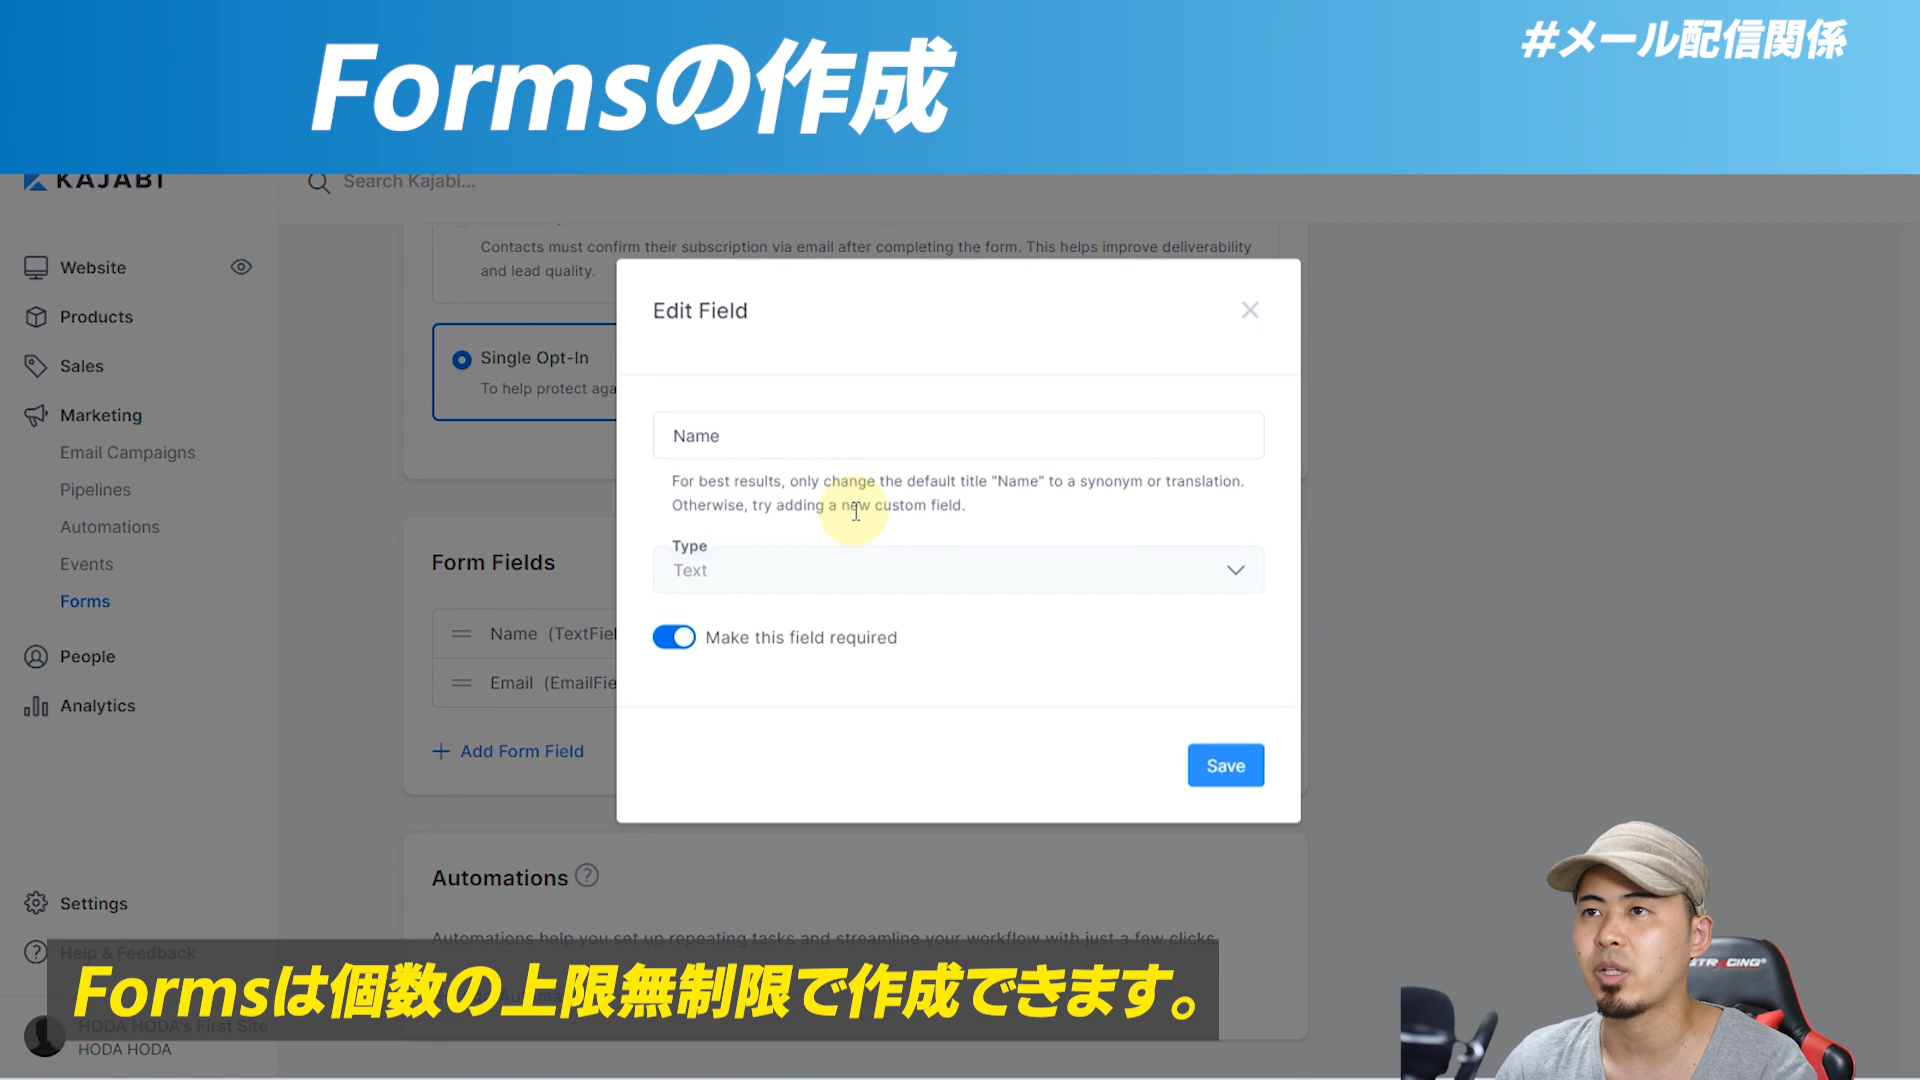 Formsの作成
#メール配信関係
KAJABI
Search Kajabi...
Website
Products
Sales
Marketing
Email Campaigns
Pipelines
Automations
Events
Forms
People
Analytics
Settings
Help & Feedback
HODA HODA's First Site
HODA HODA
Contacts must confirm their subscription via email after completing the form. This helps improve deliverability
and lead quality.
Single Opt-In
To help protect aga
Form Fields
Name (TextFiel
Email (EmailFie
Add Form Field
Edit Field
Name
For best results, only change the default title "Name" to a synonym or translation.
Otherwise, try adding a new custom field.
Type
Text
Make this field required
Save
Automations
Automations help you set up repeating tasks and streamline your workflow with just a few clicks.
Formsは個数の上限無制限で作成できます。